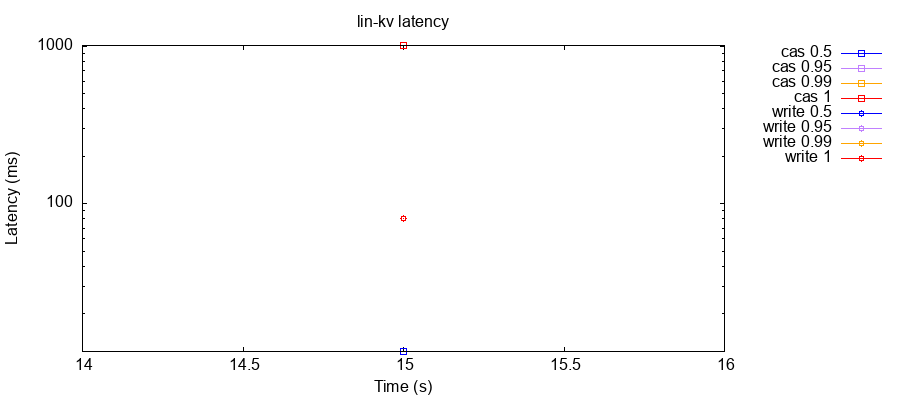 lin-kv latency
1000
100
Latency (ms)
14
14.5
15
15.5
16
Time (s)
cas 0.5
cas 0.95
cas 0.99
cas 1
write 0.5
write 0.95
write 0.99
write 1